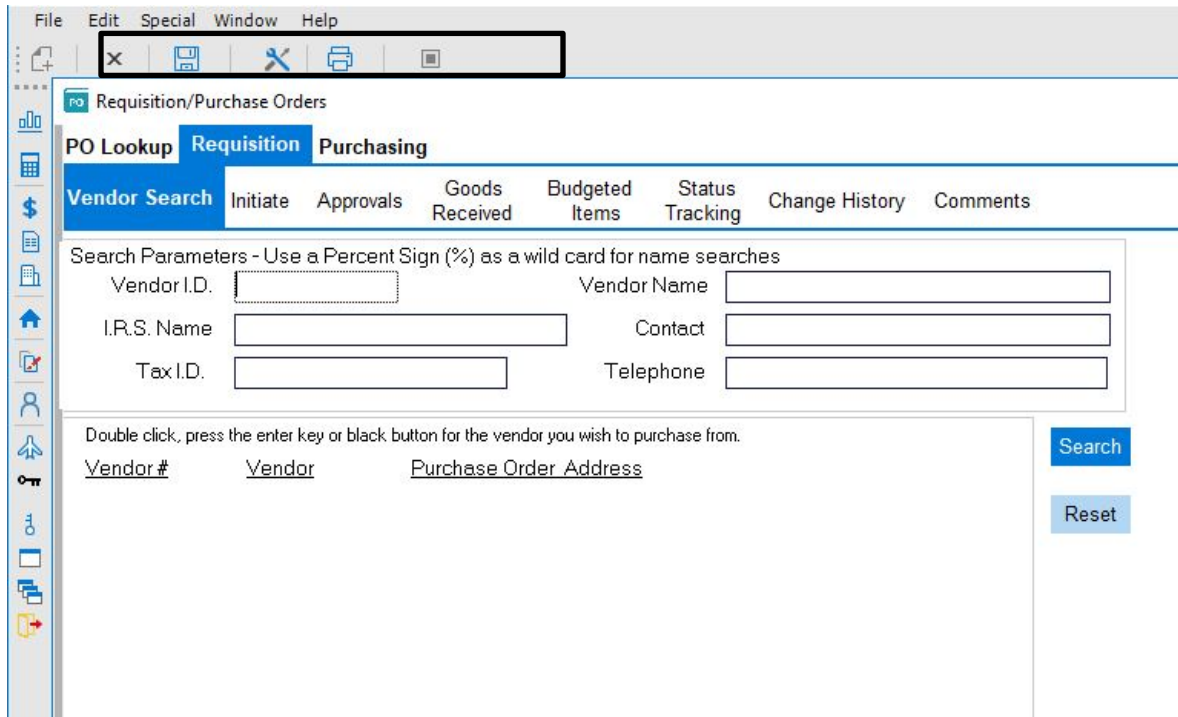 File Edit Special Window Help
PO Requisition/Purchase Orders
PO Lookup Requisition Purchasing
Vendor Search Initiate Approvals Goods Received Budgeted Items Status Tracking Change History Comments
Search Parameters - Use a Percent Sign (%) as a wild card for name searches
Vendor I.D. Vendor Name
I.R.S. Name Contact
Tax I.D. Telephone
Double click, press the enter key or black button for the vendor you wish to purchase from.
Search
Vendor # Vendor Purchase Order Address
Reset